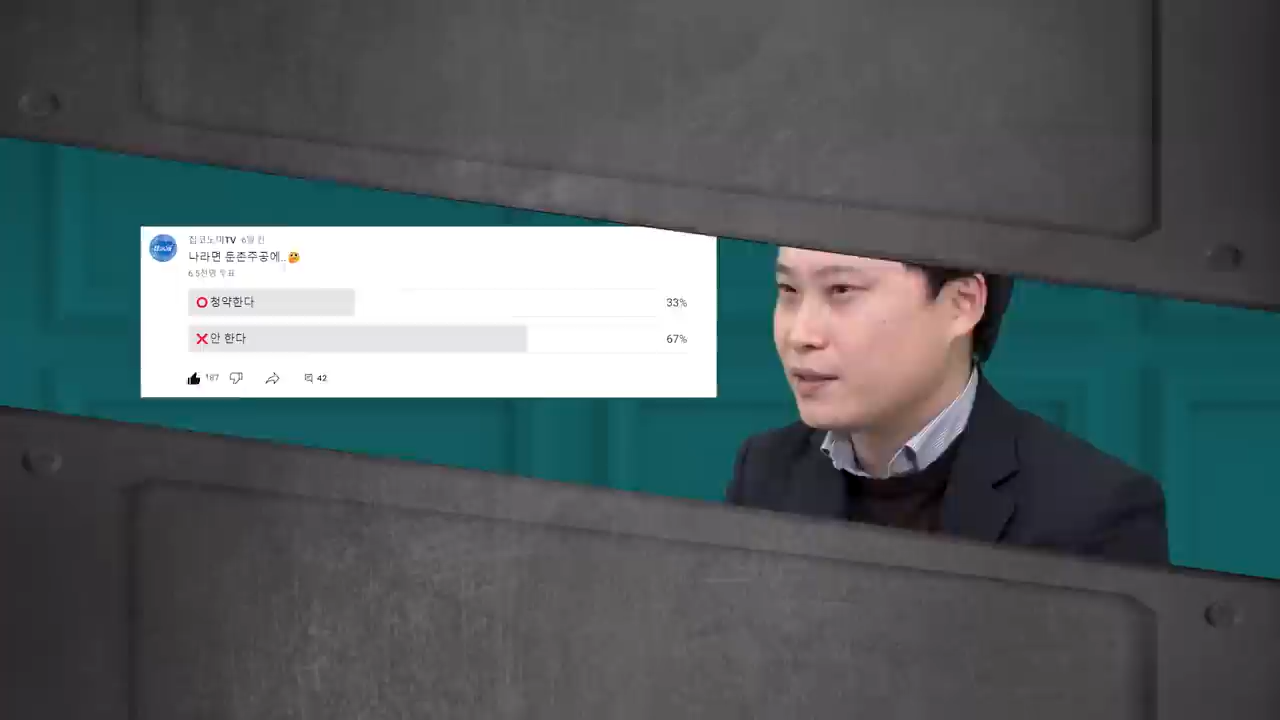 집코노미TV 6일 전
나라면 둔촌주공에..🤔
6.5천명 투표
⭕청약한다 33%
❌안 한다 67%
187 42